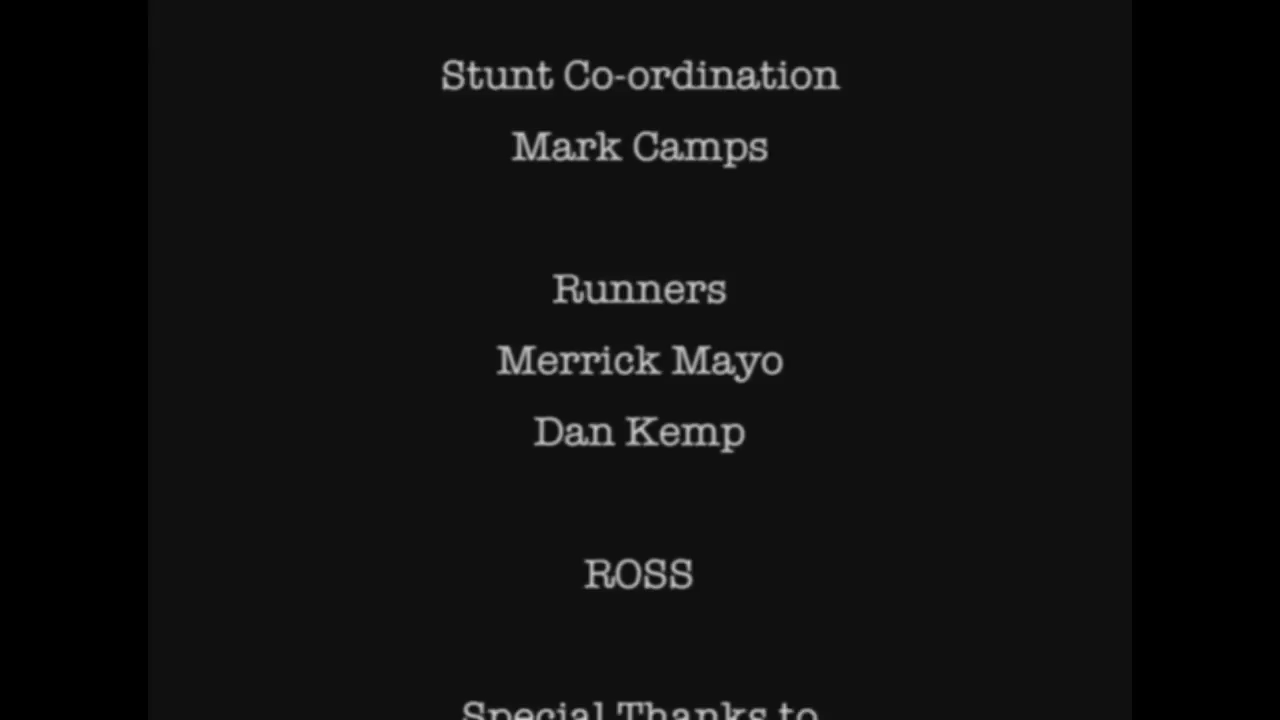 Stunt Co-ordination
Mark Camps
Runners
Merrick Mayo
Dan Kemp
ROSS
Special Thanks to